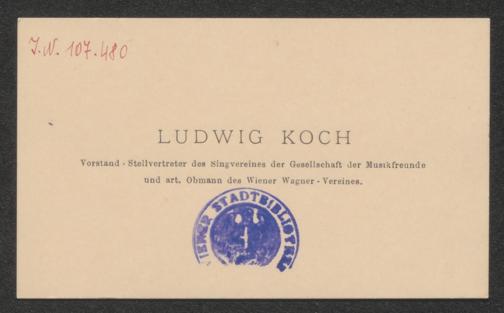 I.N. 107.480
LUDWIG KOCH
Vorstand-Stellvertreter des Singvereines der Gesellschaft der Musikfreunde
und art. Obmann des Wiener Wagner-Vereines.
WIENER STADTBIBLIOTHEK